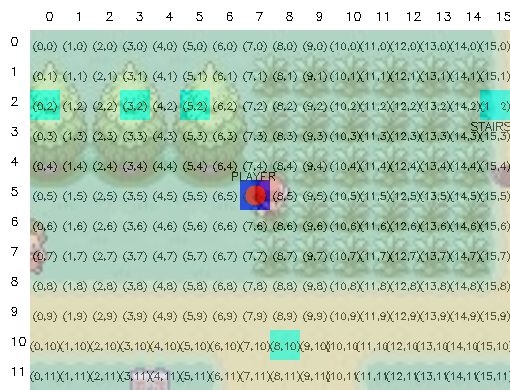 0 1 2 3 4 5 6 7 8 9 10 11 12 13 14 15
0 (0,0) (1,0) (2,0) (3,0) (4,0) (5,0) (6,0) (7,0) (8,0) (9,0) (10,0) (11,0) (12,0) (13,0) (14,0) (15,0)
1 (0,1) (1,1) (2,1) (3,1) (4,1) (5,1) (6,1) (7,1) (8,1) (9,1) (10,1) (11,1) (12,1) (13,1) (14,1) (15,1)
2 (0,2) (1,2) (2,2) (3,2) (4,2) (5,2) (6,2) (7,2) (8,2) (9,2) (10,2) (11,2) (12,2) (13,2) (14,2)
STAIRS
3 (0,3) (1,3) (2,3) (3,3) (4,3) (5,3) (6,3) (7,3) (8,3) (9,3) (10,3) (11,3) (12,3) (13,3) (14,3) (15,3)
4 (0,4) (1,4) (2,4) (3,4) (4,4) (5,4) (6,4) (7,4) (8,4) (9,4) (10,4) (11,4) (12,4) (13,4) (14,4) (15,4)
PLAYER
5 (0,5) (1,5) (2,5) (3,5) (4,5) (5,5) (6,5) (8,5) (9,5) (10,5) (11,5) (12,5) (13,5) (14,5) (15,5)
6 (0,6) (1,6) (2,6) (3,6) (4,6) (5,6) (6,6) (7,6) (8,6) (9,6) (10,6) (11,6) (12,6) (13,6) (14,6) (15,6)
7 (0,7) (1,7) (2,7) (3,7) (4,7) (5,7) (6,7) (7,7) (8,7) (9,7) (10,7) (11,7) (12,7) (13,7) (14,7) (15,7)
8 (0,8) (1,8) (2,8) (3,8) (4,8) (5,8) (6,8) (7,8) (8,8) (9,8) (10,8) (11,8) (12,8) (13,8) (14,8) (15,8)
9 (0,9) (1,9) (2,9) (3,9) (4,9) (5,9) (6,9) (7,9) (8,9) (9,9) (10,9) (11,9) (12,9) (13,9) (14,9) (15,9)
10 (0,10) (1,10) (2,10) (3,10) (4,10) (5,10) (6,10) (7,10) (8,10) (9,10) (10,10) (11,10) (12,10) (13,10) (14,10) (15,10)
11 (0,11) (1,11) (2,11) (3,11) (4,11) (5,11) (6,11) (7,11) (8,11) (9,11) (10,11) (11,11) (12,11) (13,11) (14,11) (15,11)